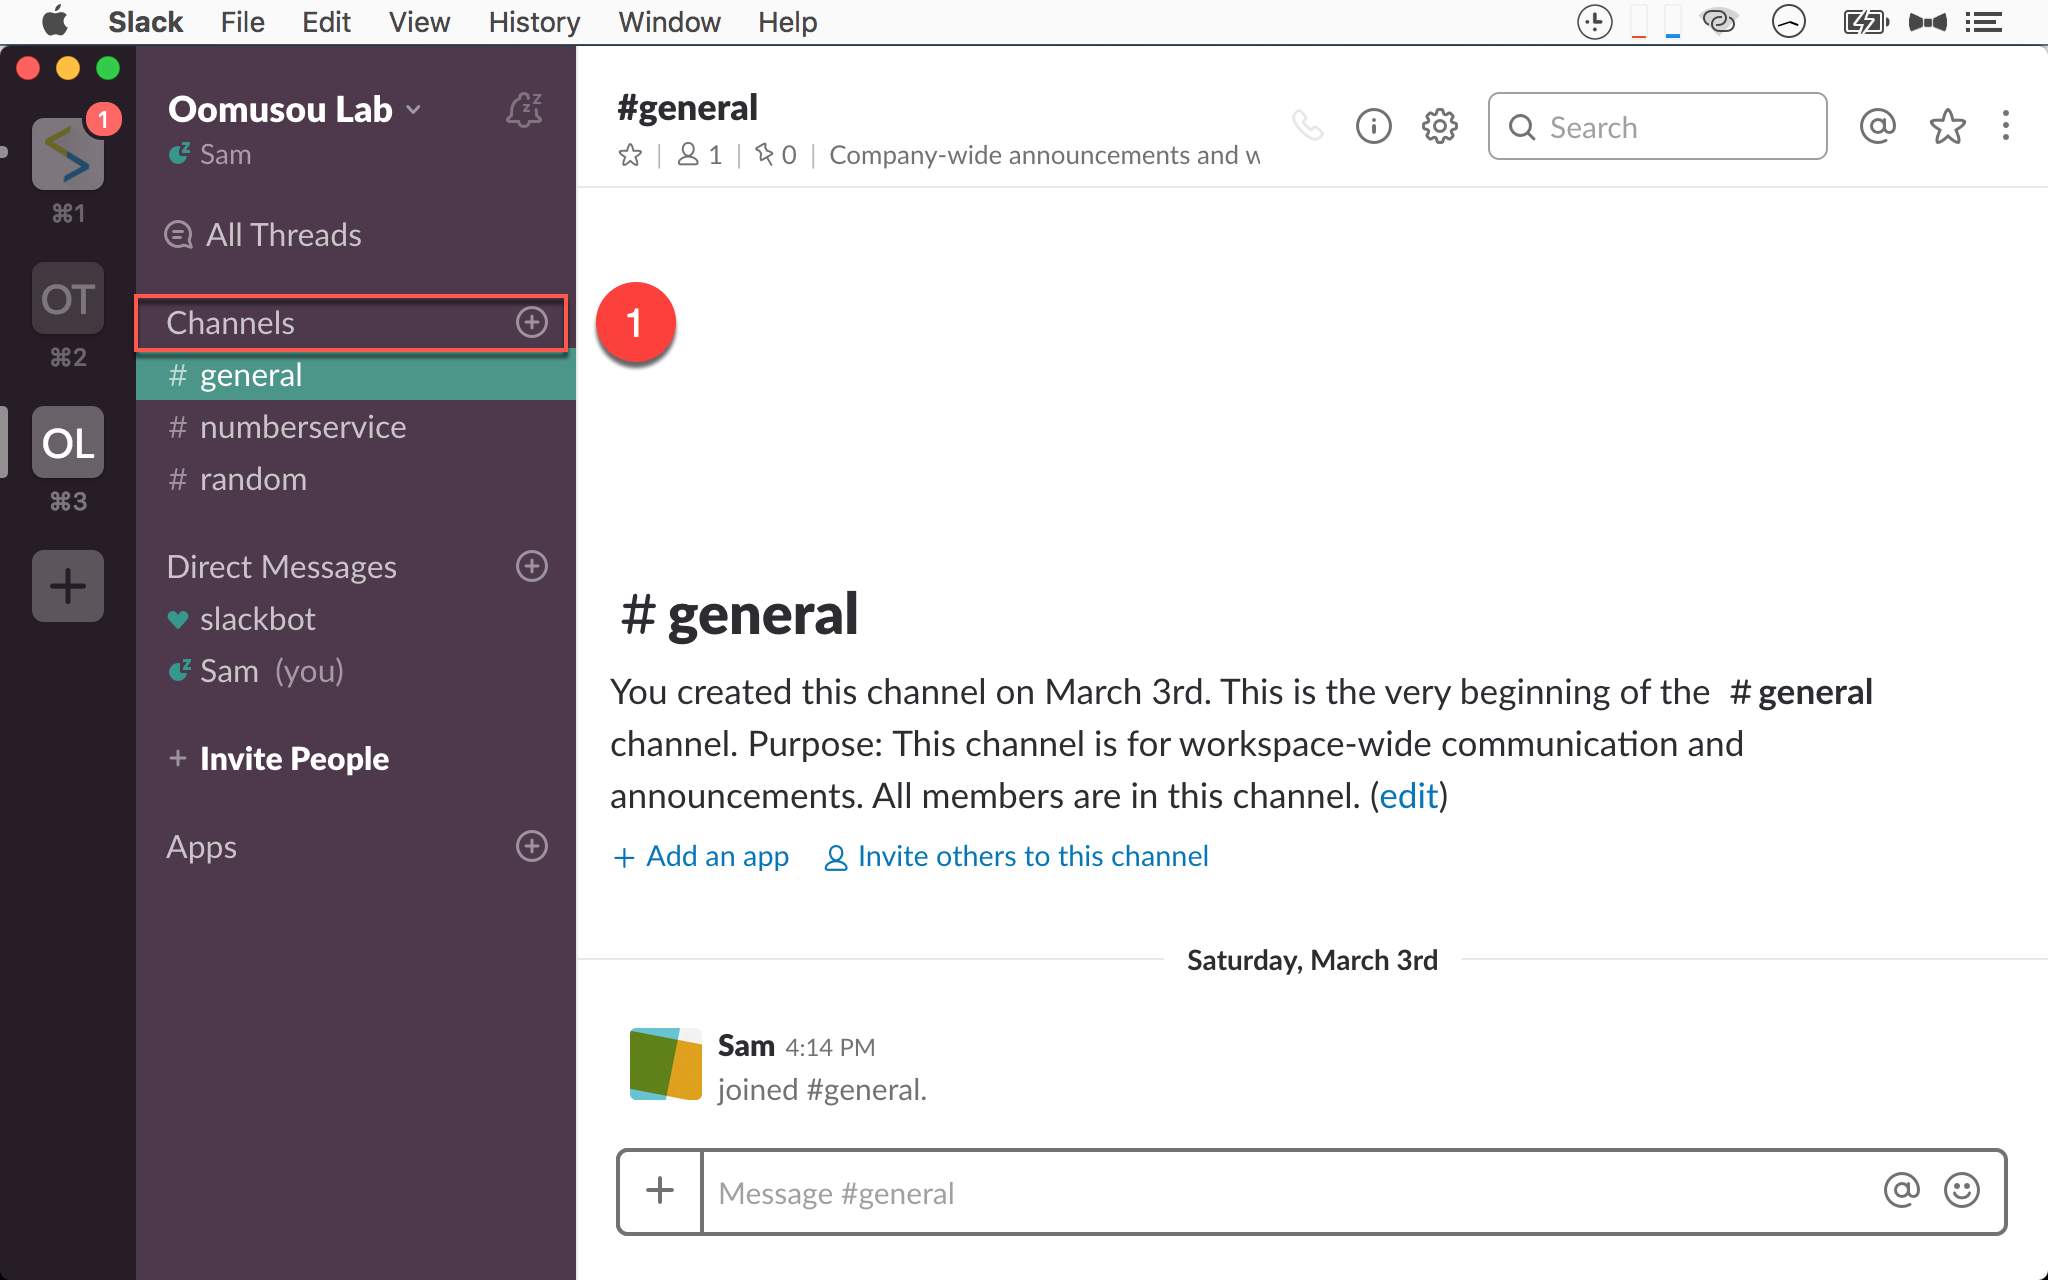 Slack File Edit View History Window Help
1
⌘1
OT
⌘2
OL
⌘3
Oomusou Lab
Sam
All Threads
Channels
1
# general
# numberservice
# random
Direct Messages
slackbot
Sam (you)
+ Invite People
Apps
#general
1 | 0 | Company-wide announcements and w
Search
# general
You created this channel on March 3rd. This is the very beginning of the # general
channel. Purpose: This channel is for workspace-wide communication and
announcements. All members are in this channel. (edit)
+ Add an app Invite others to this channel
Saturday, March 3rd
Sam 4:14 PM
joined #general.
Message #general